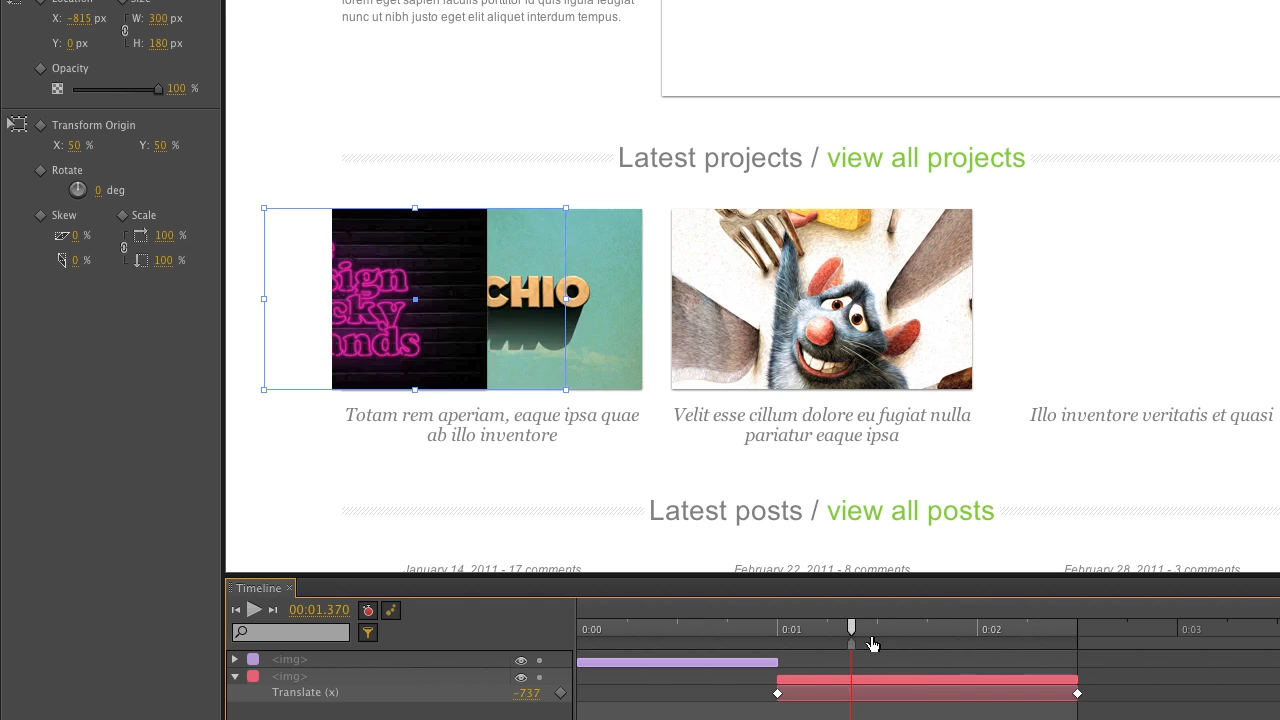 Location
Size
X: -815 px
W: 300 px
Y: 0 px
H: 180 px
Opacity
100 %
Transform Origin
X: 50 %
Y: 50 %
Rotate
0 deg
Skew
Scale
0 %
100 %
0 %
100 %
lorem eget sapien iaculis porttitor id quis ligula feugiat
nunc ut nibh justo eget elit aliquet interdum tempus.
Latest projects / view all projects
sign
cky
ands
CHIO
Totam rem aperiam, eaque ipsa quae
ab illo inventore
Velit esse cillum dolore eu fugiat nulla
pariatur eaque ipsa
Illo inventore veritatis et quasi
Latest posts / view all posts
January 14, 2011 - 17 comments
February 22, 2011 - 8 comments
February 28, 2011 - 3 comments
Timeline
00:01.370
0:00
0:01
0:02
0:03
<img>
<img>
Translate (x)
-737